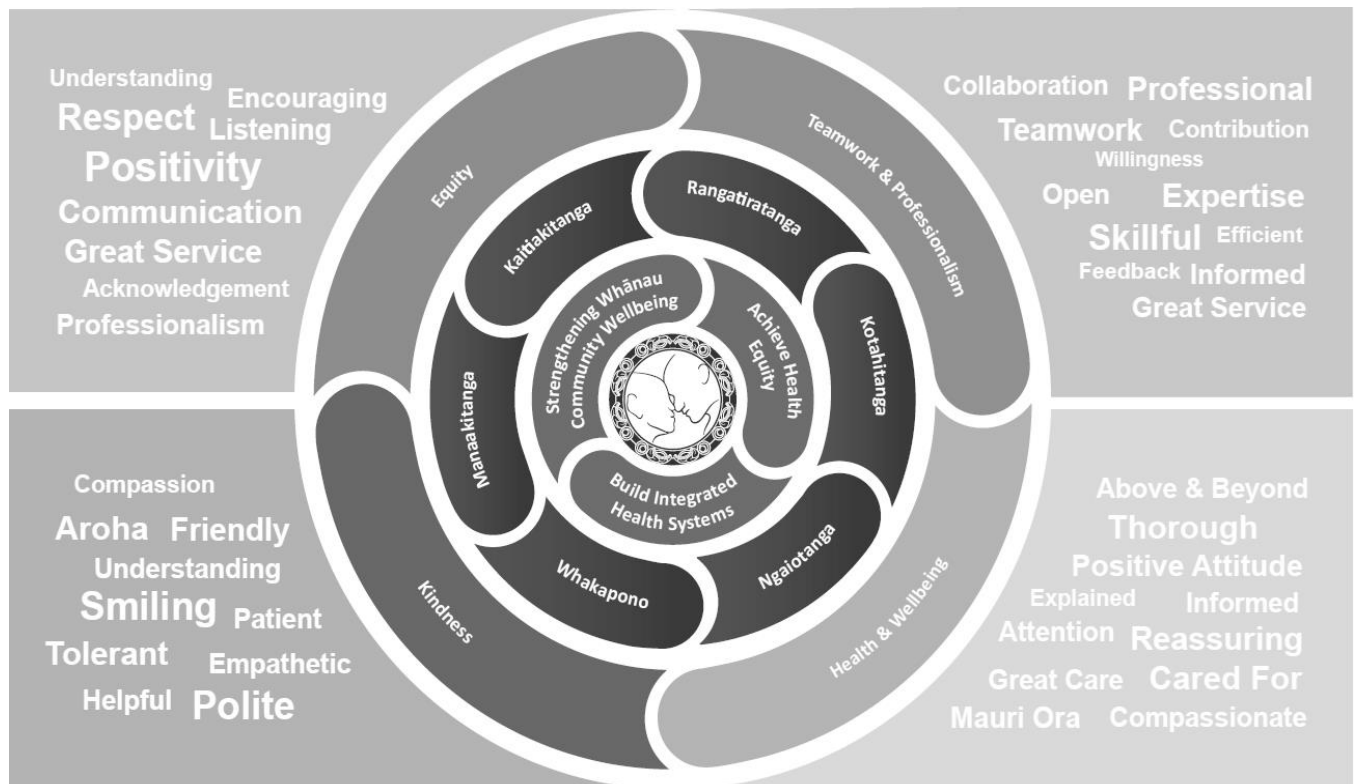 Understanding
Encouraging
Respect
Listening
Positivity
Communication
Great Service
Acknowledgement
Professionalism
Collaboration
Professional
Teamwork
Contribution
Willingness
Open
Expertise
Skillful
Efficient
Feedback
Informed
Great Service
Equity
Teamwork & Professionalism
Kaitiakitanga
Rangatiratanga
Kotahitanga
Manaakitanga
Whakapono
Ngaiotanga
Strengthening Whānau
Community Wellbeing
Achieve Health
Equity
Build Integrated
Health Systems
Kindness
Health & Wellbeing
Compassion
Aroha
Friendly
Understanding
Smiling
Patient
Tolerant
Empathetic
Helpful
Polite
Above & Beyond
Thorough
Positive Attitude
Explained
Informed
Attention
Reassuring
Great Care
Cared For
Mauri Ora
Compassionate